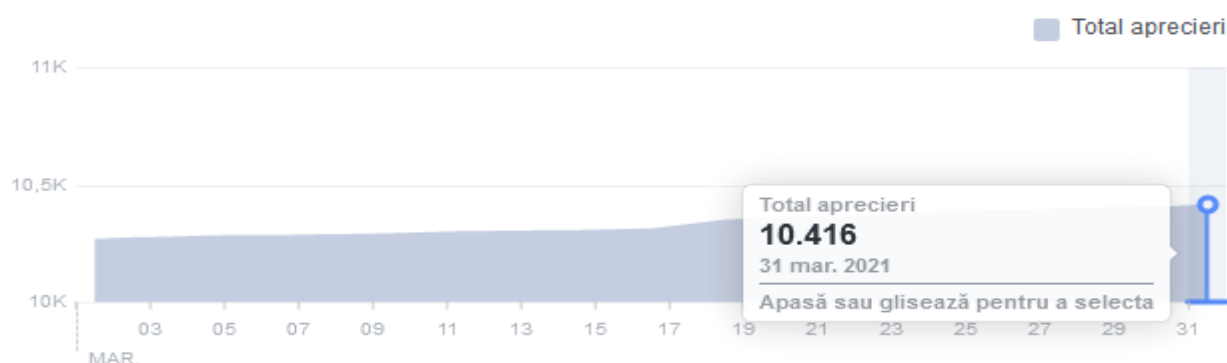 Total aprecieri
11K
10,5K
Total aprecieri
10.416
31 mar. 2021
Apasă sau glisează pentru a selecta
10K
03 05 07 09 11 13 15 17 19 21 23 25 27 29 31
MAR.